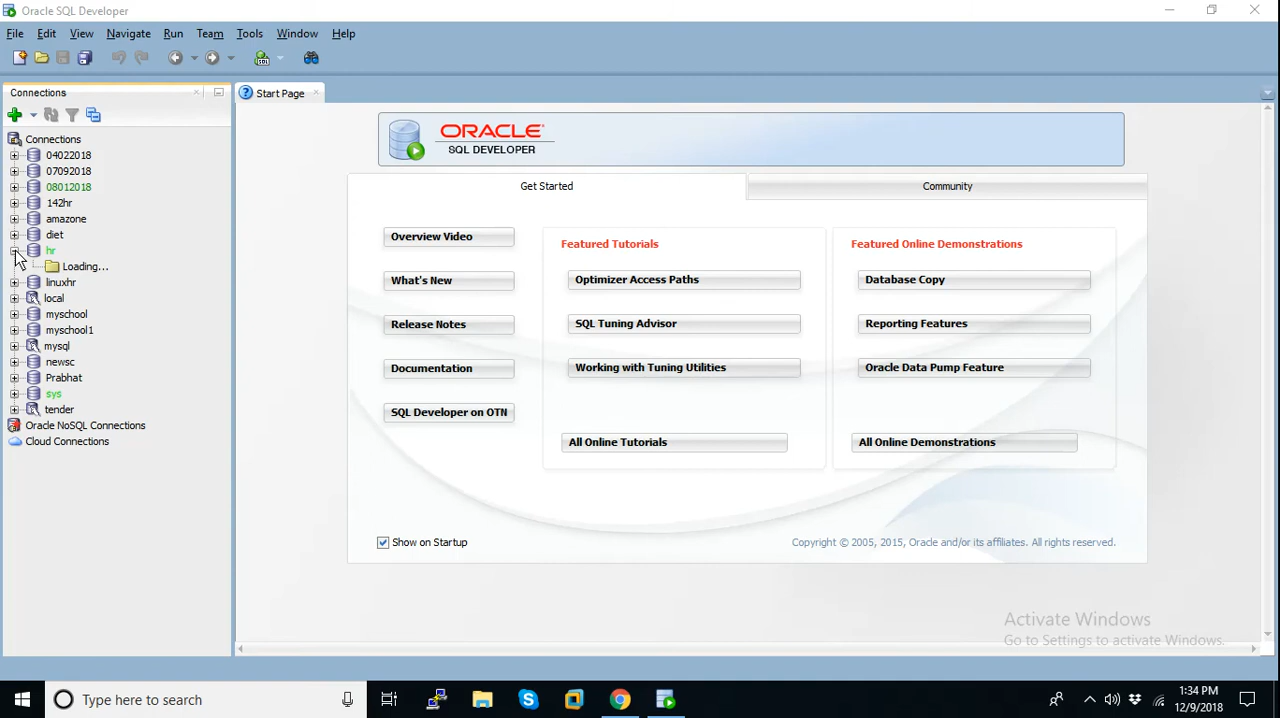 Oracle SQL Developer
File Edit View Navigate Run Team Tools Window Help
SQL
Connections
Start Page
Connections
04022018
07092018
08012018
142hr
amazone
diet
hr
Loading...
linuxhr
local
myschool
myschool1
mysql
newsc
Prabhat
sys
tender
Oracle NoSQL Connections
Cloud Connections
ORACLE
SQL DEVELOPER
Get Started
Community
Overview Video
What's New
Release Notes
Documentation
SQL Developer on OTN
Featured Tutorials
Optimizer Access Paths
SQL Tuning Advisor
Working with Tuning Utilities
All Online Tutorials
Featured Online Demonstrations
Database Copy
Reporting Features
Oracle Data Pump Feature
All Online Demonstrations
Show on Startup
Copyright © 2005, 2015, Oracle and/or its affiliates. All rights reserved.
Activate Windows
Go to Settings to activate Windows.
Type here to search
1:34 PM
12/9/2018